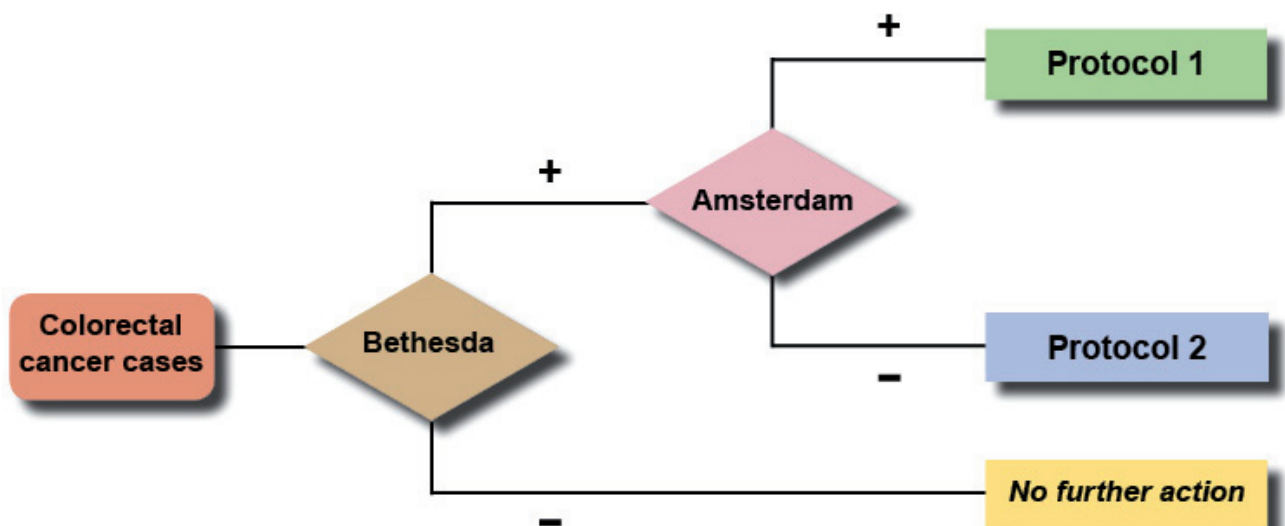 +
Protocol 1
+
Amsterdam
Colorectal
cancer cases
Bethesda
Protocol 2
−
No further action
−